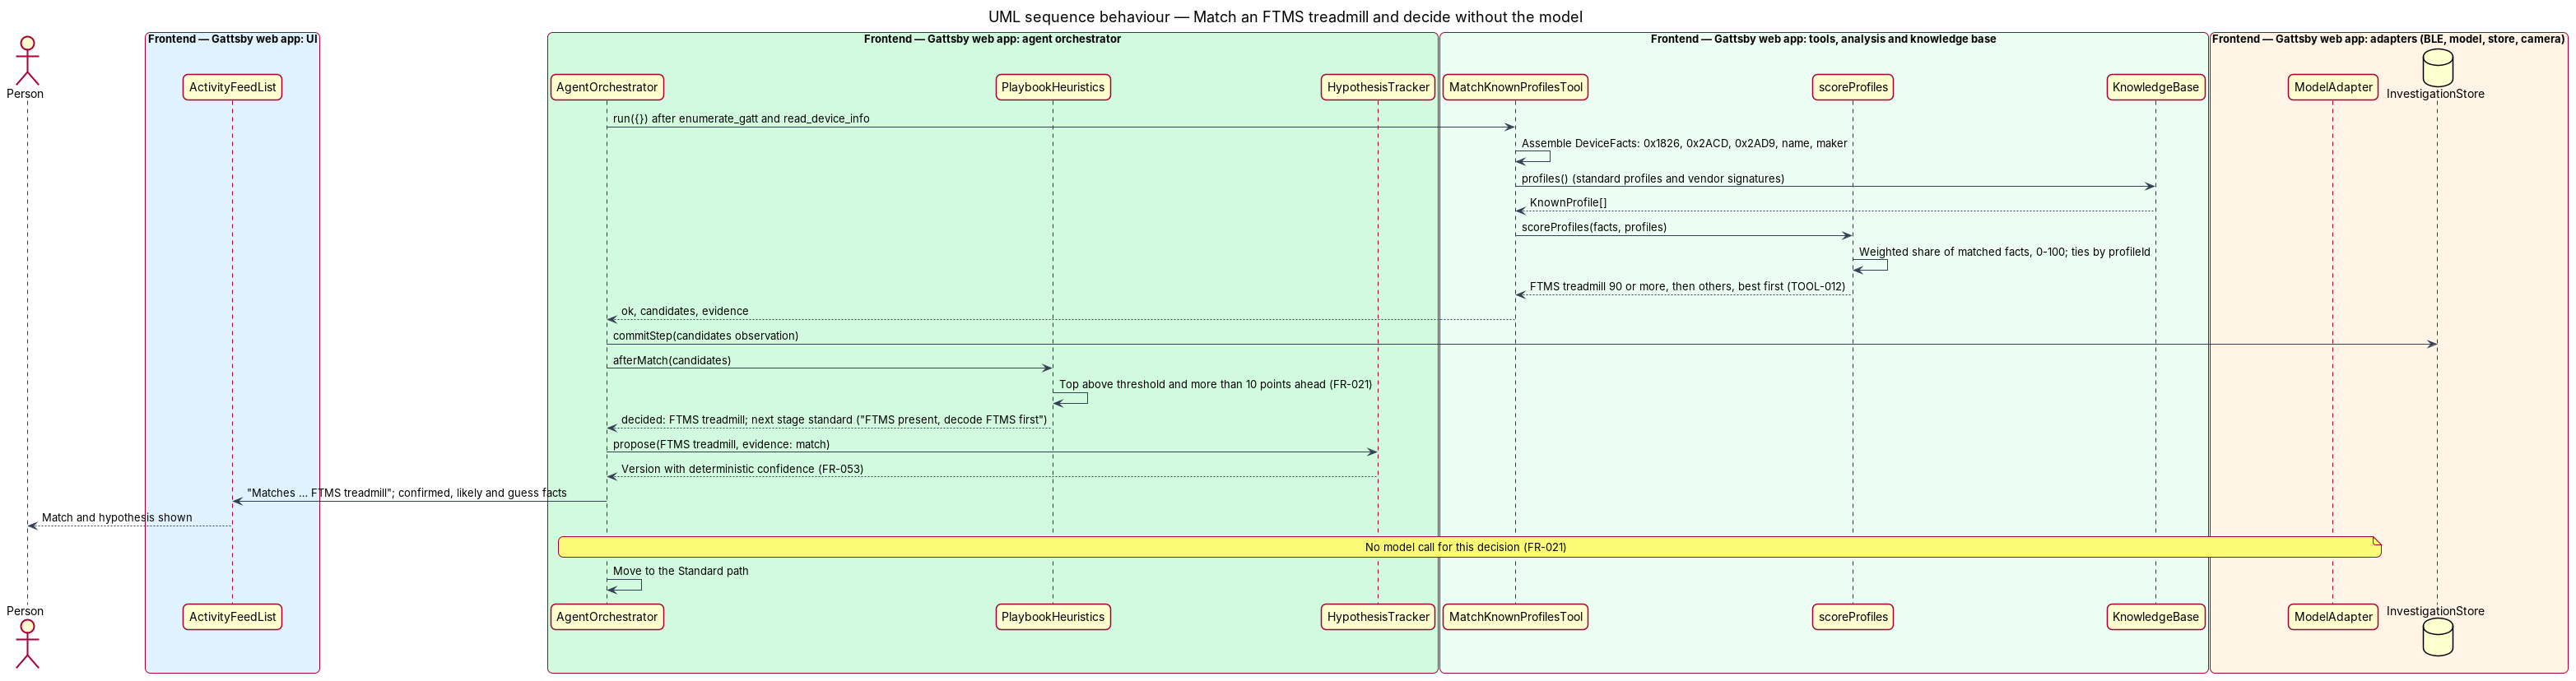 UML sequence behaviour — Match an FTMS treadmill and decide without the model
Frontend — Gattsby web app: UI
Frontend — Gattsby web app: agent orchestrator
Frontend — Gattsby web app: tools, analysis and knowledge base
Frontend — Gattsby web app: adapters (BLE, model, store, camera)
Person
ActivityFeedList
AgentOrchestrator
PlaybookHeuristics
HypothesisTracker
MatchKnownProfilesTool
scoreProfiles
KnowledgeBase
ModelAdapter
InvestigationStore
run({}) after enumerate_gatt and read_device_info
Assemble DeviceFacts: 0x1826, 0x2ACD, 0x2AD9, name, maker
profiles() (standard profiles and vendor signatures)
KnownProfile[]
scoreProfiles(facts, profiles)
Weighted share of matched facts, 0-100; ties by profileId
FTMS treadmill 90 or more, then others, best first (TOOL-012)
ok, candidates, evidence
commitStep(candidates observation)
afterMatch(candidates)
Top above threshold and more than 10 points ahead (FR-021)
decided: FTMS treadmill; next stage standard ("FTMS present, decode FTMS first")
propose(FTMS treadmill, evidence: match)
Version with deterministic confidence (FR-053)
"Matches ... FTMS treadmill"; confirmed, likely and guess facts
Match and hypothesis shown
No model call for this decision (FR-021)
Move to the Standard path
Person
ActivityFeedList
AgentOrchestrator
PlaybookHeuristics
HypothesisTracker
MatchKnownProfilesTool
scoreProfiles
KnowledgeBase
ModelAdapter
InvestigationStore